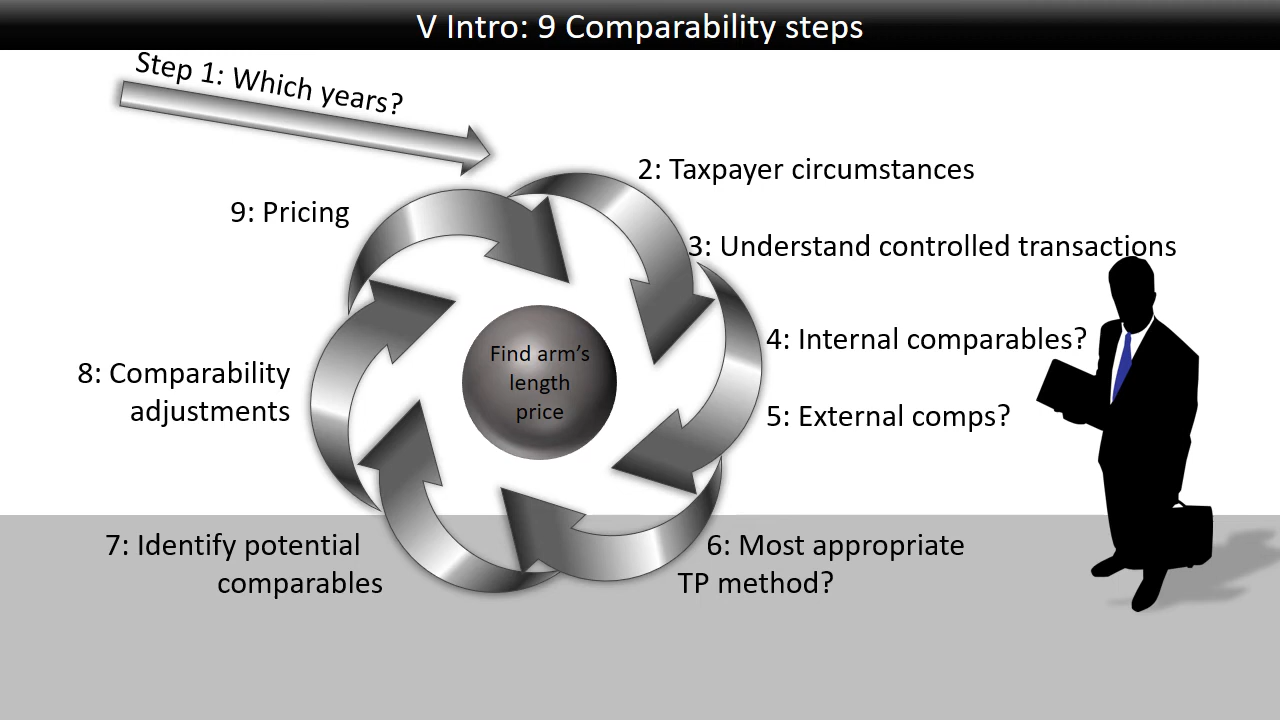 V Intro: 9 Comparability steps
Step 1: Which years?
2: Taxpayer circumstances
3: Understand controlled transactions
4: Internal comparables?
5: External comps?
6: Most appropriate
TP method?
7: Identify potential
comparables
8: Comparability
adjustments
9: Pricing
Find arm’s
length
price